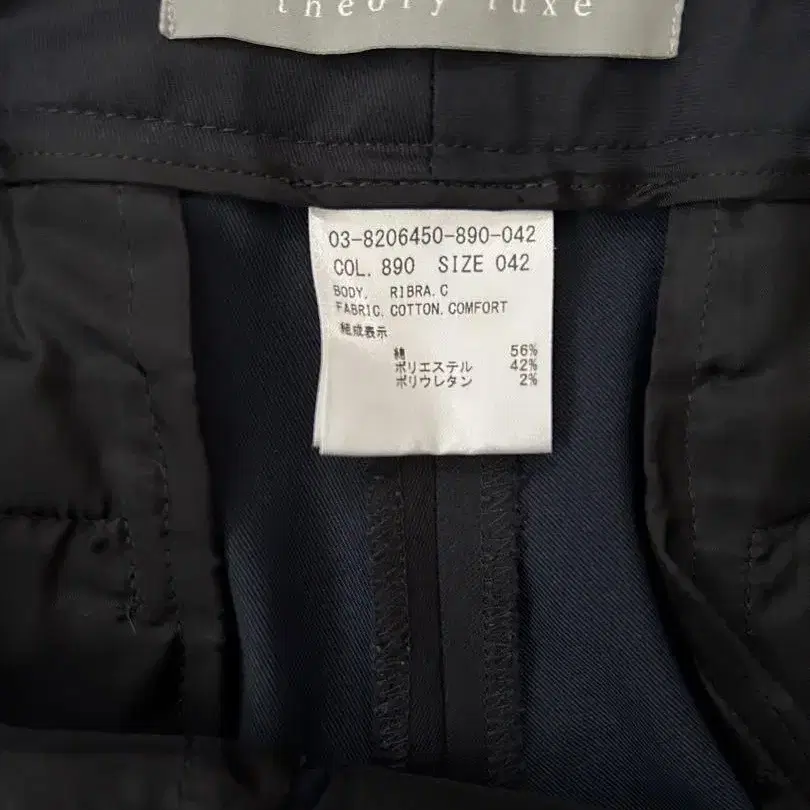 theory luxe
03-8206450-890-042
COL. 890 SIZE 042
BODY. RIBRA.C
FABRIC. COTTON. COMFORT
組成表示
綿 56%
ポリエステル 42%
ポリウレタン 2%